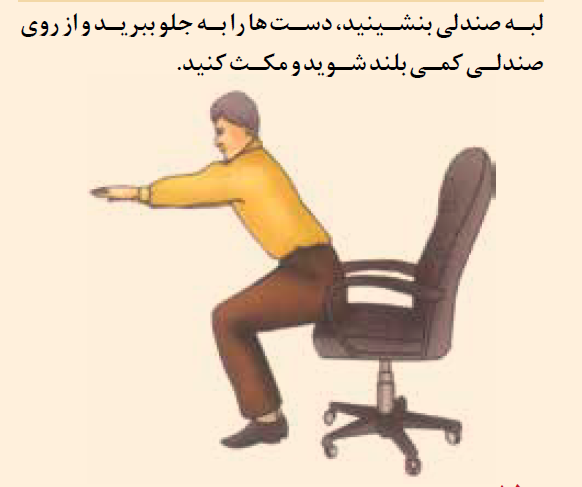 لبه صندلی بنشینید، دست‌ها را به جلو ببرید و از روی
صندلی کمی بلند شوید و مکث کنید.